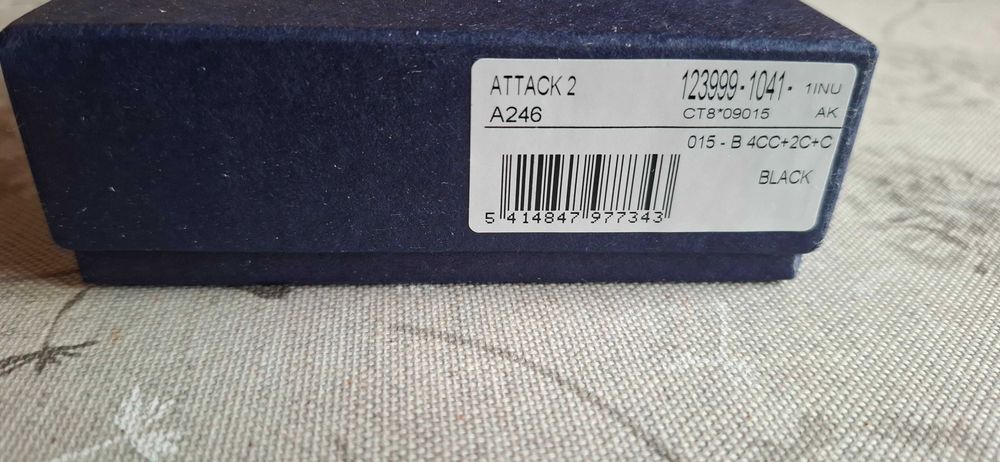 ATTACK 2 123999-1041- 1INU
A246 CT8*09015 AK
015 - B 4CC+2C+C
BLACK
5 414847 977343